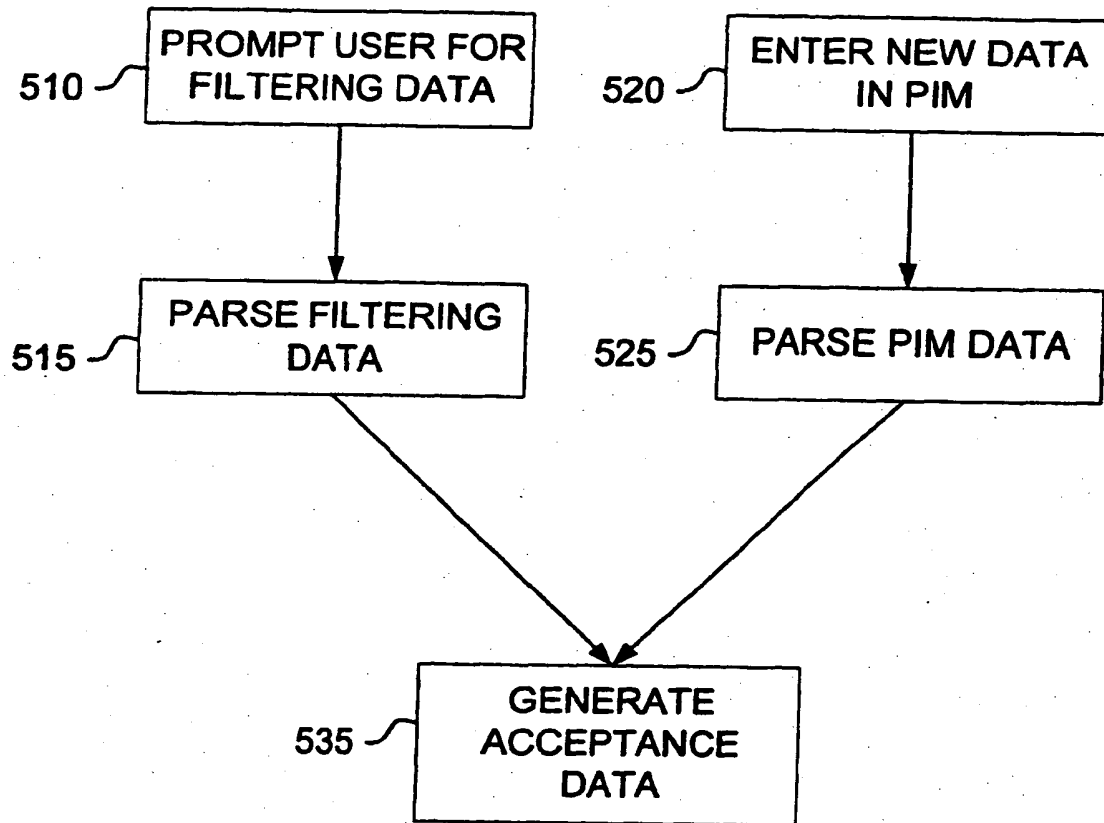 PROMPT USER FOR
FILTERING DATA
510
ENTER NEW DATA
IN PIM
520
PARSE FILTERING
DATA
515
PARSE PIM DATA
525
GENERATE
ACCEPTANCE
DATA
535